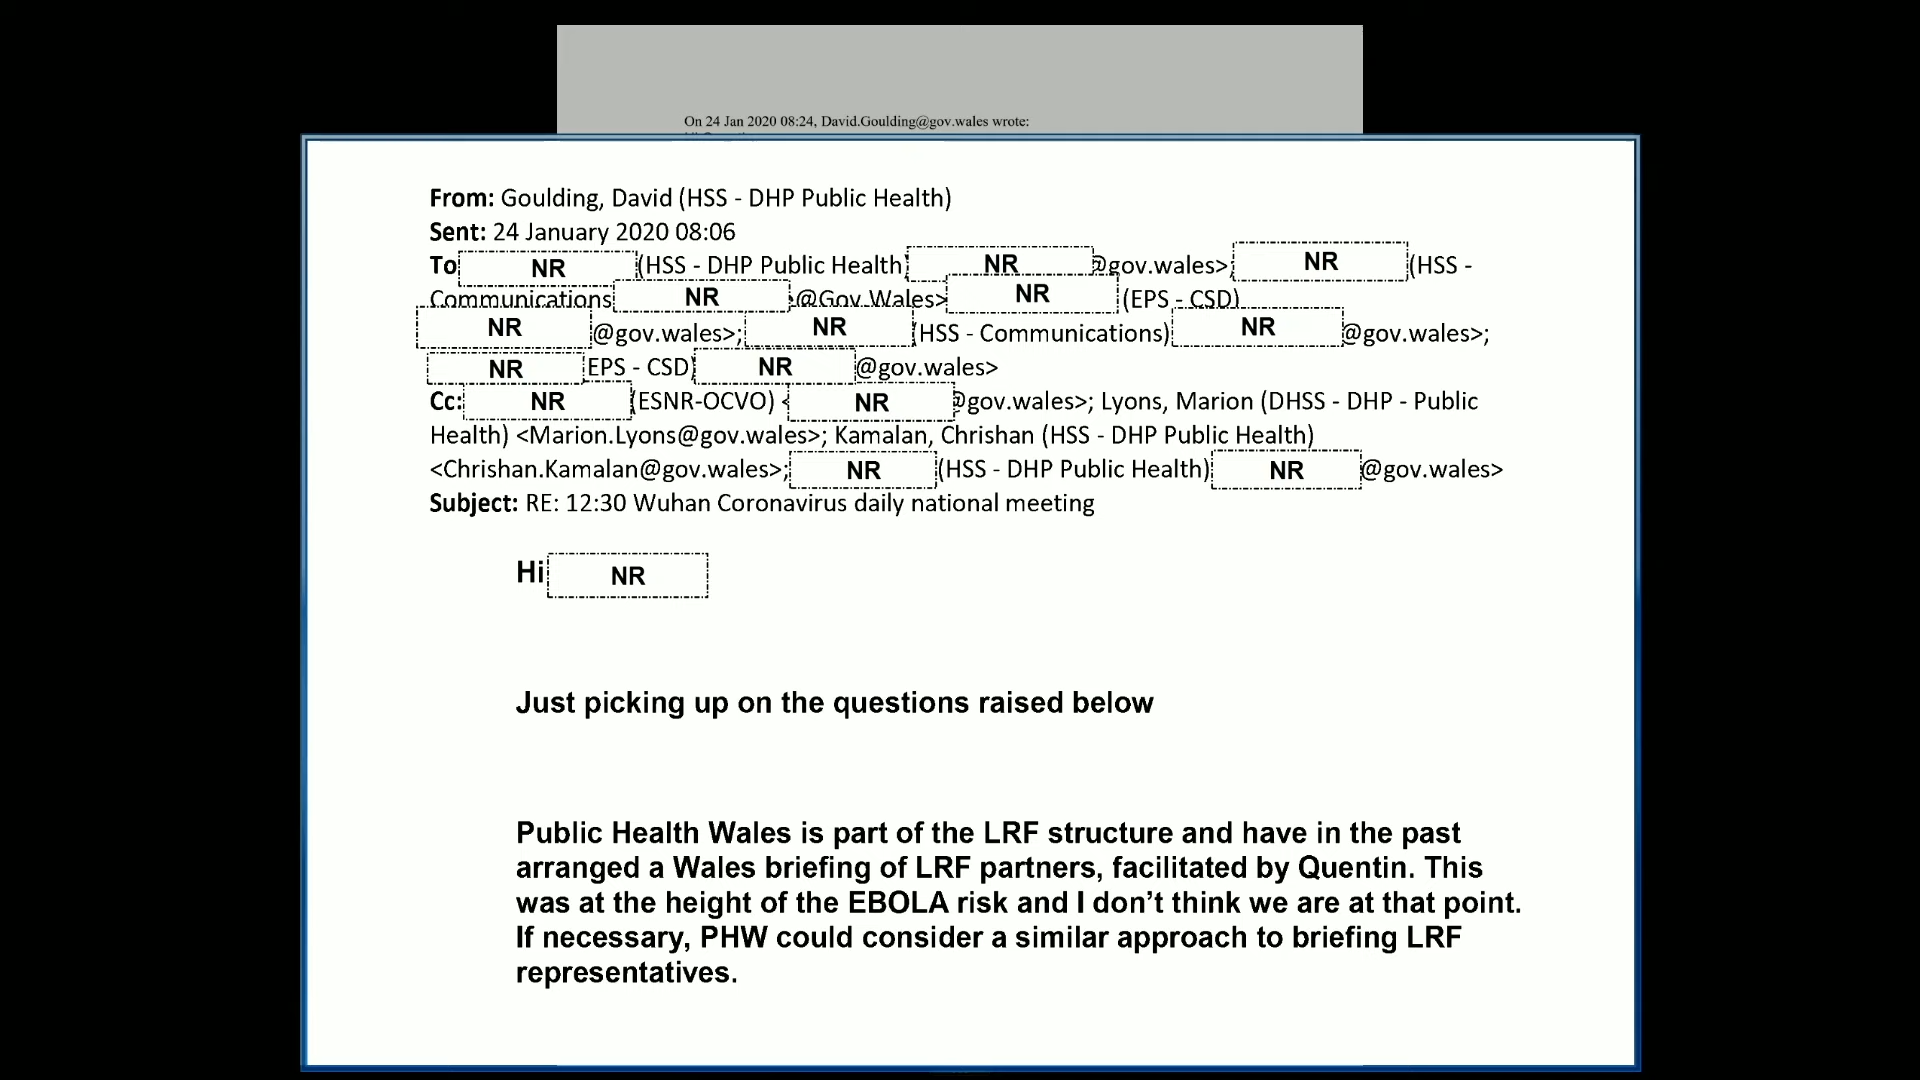 On 24 Jan 2020 08:24, David.Goulding@gov.wales wrote:
From: Goulding, David (HSS - DHP Public Health)
Sent: 24 January 2020 08:06
To NR (HSS - DHP Public Health NR @gov.wales>; NR (HSS -
Communications NR @Gov.Wales> NR (EPS - CSD)
NR @gov.wales>; NR (HSS - Communications) NR @gov.wales>;
NR EPS - CSD) NR @gov.wales>
Cc: NR (ESNR-OCVO) < NR @gov.wales>; Lyons, Marion (DHSS - DHP - Public
Health) <Marion.Lyons@gov.wales>; Kamalan, Chrishan (HSS - DHP Public Health)
<Chrishan.Kamalan@gov.wales>; NR (HSS - DHP Public Health) NR @gov.wales>
Subject: RE: 12:30 Wuhan Coronavirus daily national meeting
Hi NR
Just picking up on the questions raised below
Public Health Wales is part of the LRF structure and have in the past
arranged a Wales briefing of LRF partners, facilitated by Quentin. This
was at the height of the EBOLA risk and I don’t think we are at that point.
If necessary, PHW could consider a similar approach to briefing LRF
representatives.